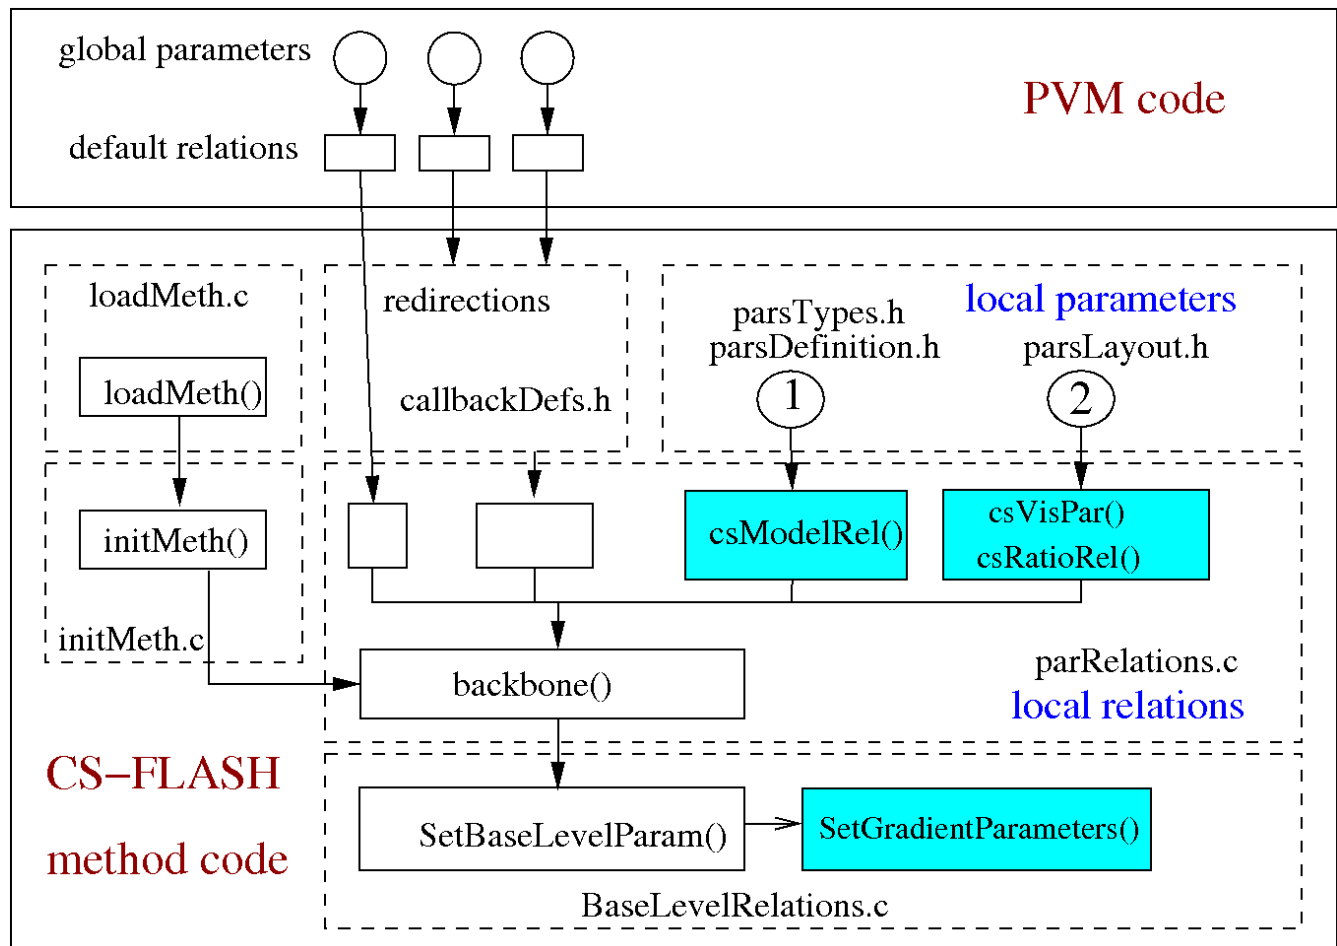 global parameters
PVM code
default relations
loadMeth.c
redirections
local parameters
parsTypes.h
parsDefinition.h
parsLayout.h
loadMeth()
callbackDefs.h
1
2
initMeth()
csModelRel()
csVisPar()
csRatioRel()
initMeth.c
parRelations.c
backbone()
local relations
CS−FLASH
method code
SetBaseLevelParam()
SetGradientParameters()
BaseLevelRelations.c